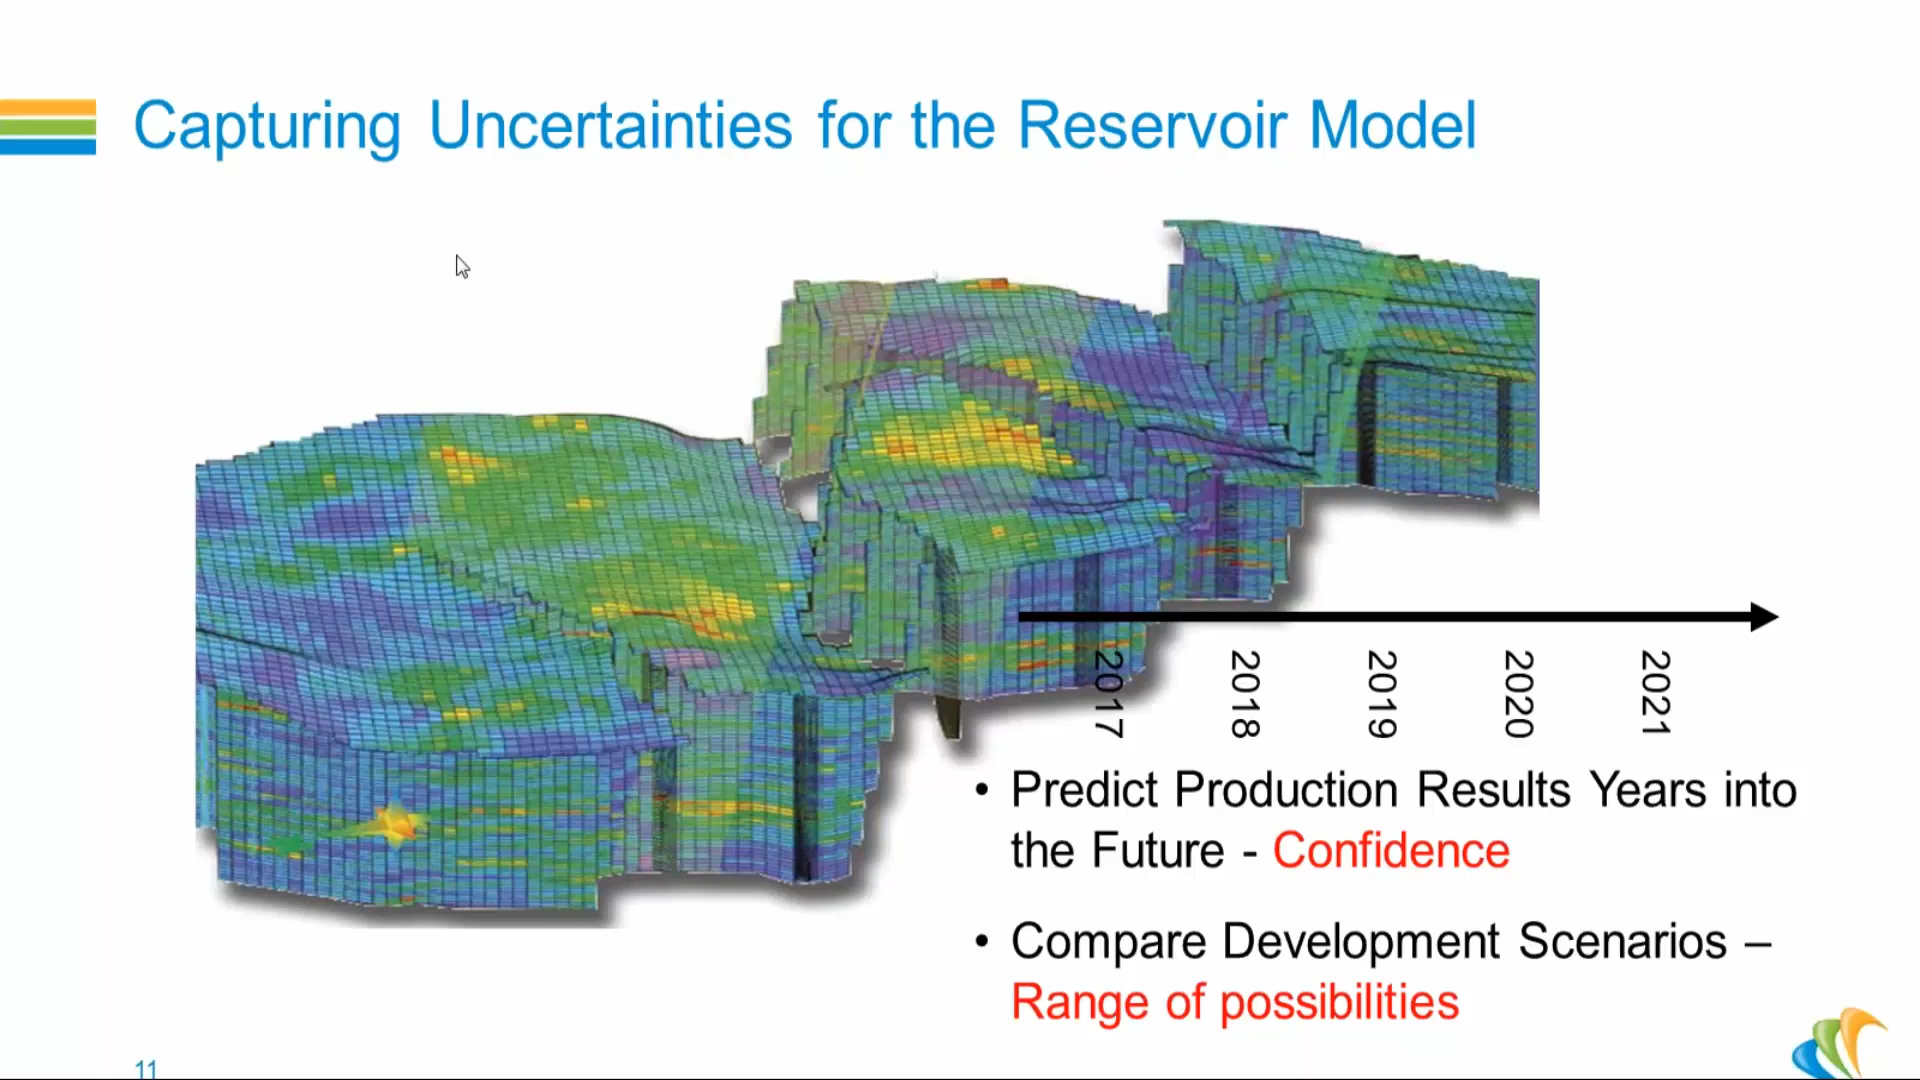 Capturing Uncertainties for the Reservoir Model
2017
2018
2019
2020
2021
• Predict Production Results Years into
the Future - Confidence
• Compare Development Scenarios –
Range of possibilities
11